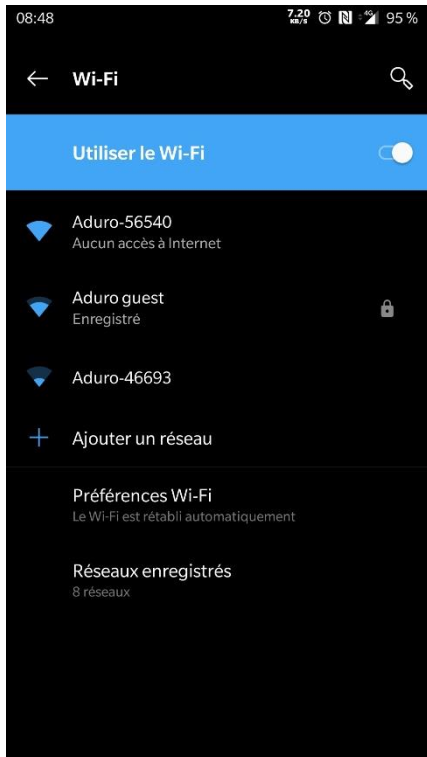 08:48 7.20 KB/S 4G 95 %
Wi-Fi
Utiliser le Wi-Fi
Aduro-56540
Aucun accès à Internet
Aduro guest
Enregistré
Aduro-46693
Ajouter un réseau
Préférences Wi-Fi
Le Wi-Fi est rétabli automatiquement
Réseaux enregistrés
8 réseaux